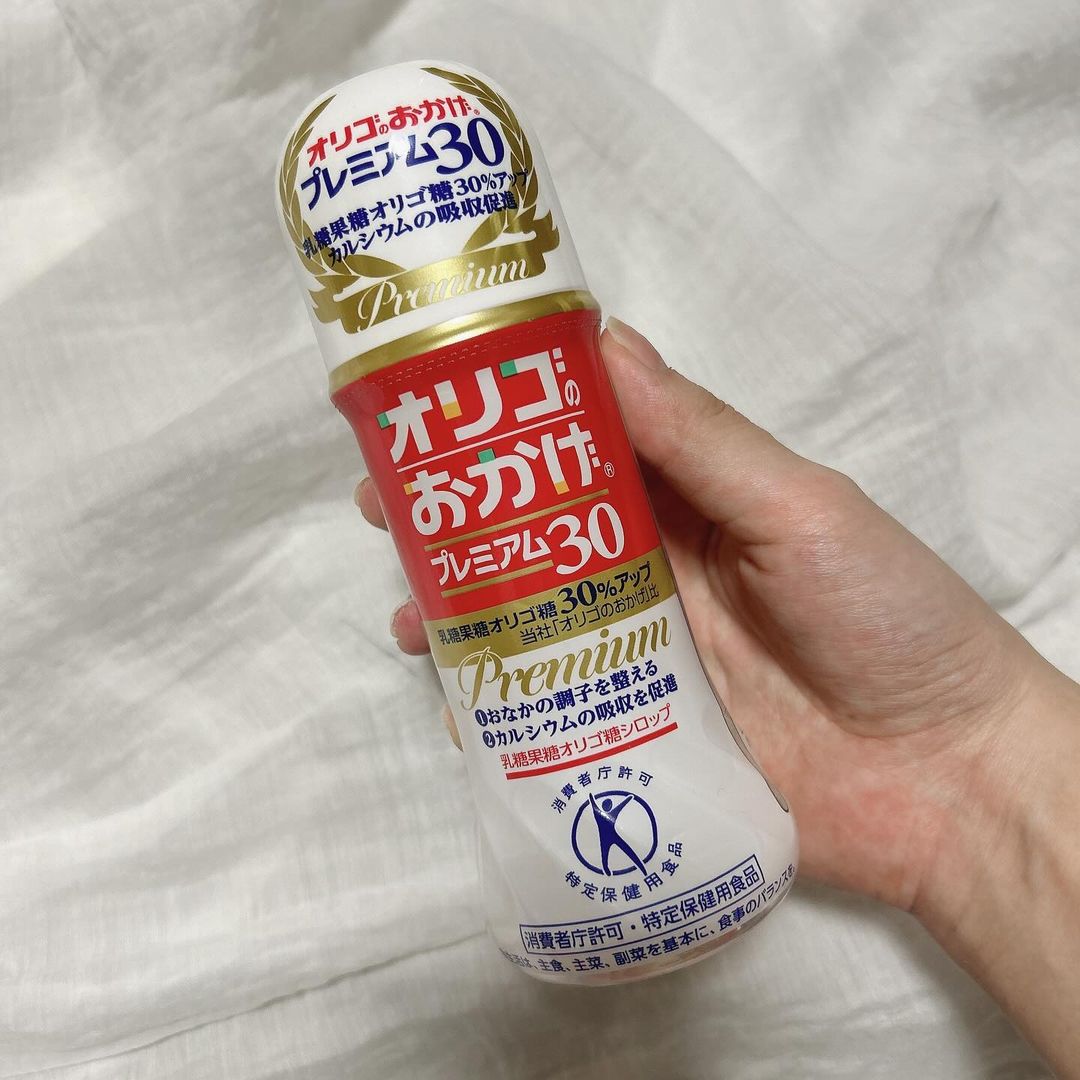 オリゴのおかげ®
プレミアム30
乳糖果糖オリゴ糖30%アップ
カルシウムの吸収促進
Premium
オリゴの
おかげ®
プレミアム30
乳糖果糖オリゴ糖30%アップ
当社「オリゴのおかげ」比
Premium
❶おなかの調子を整える
❷カルシウムの吸収を促進
乳糖果糖オリゴ糖シロップ
消費者庁許可
特定保健用食品
消費者庁許可・特定保健用食品
は、主食、主菜、副菜を基本に、食事のバランスを。